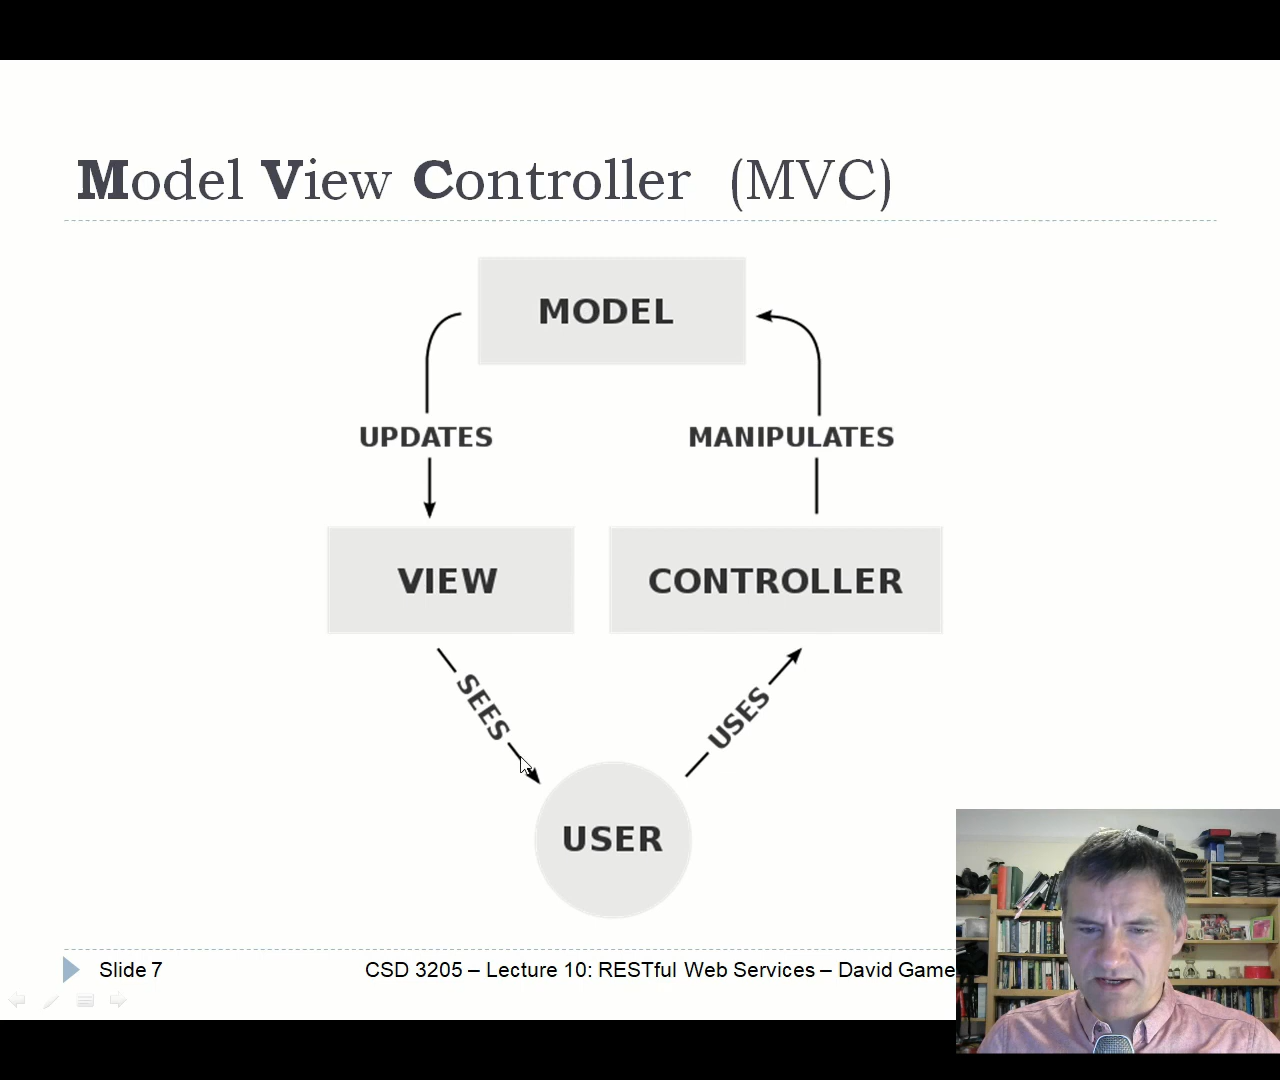 Model View Controller (MVC)
MODEL
UPDATES
MANIPULATES
VIEW
CONTROLLER
SEES
USES
USER
Slide 7
CSD 3205 – Lecture 10: RESTful Web Services – David Game